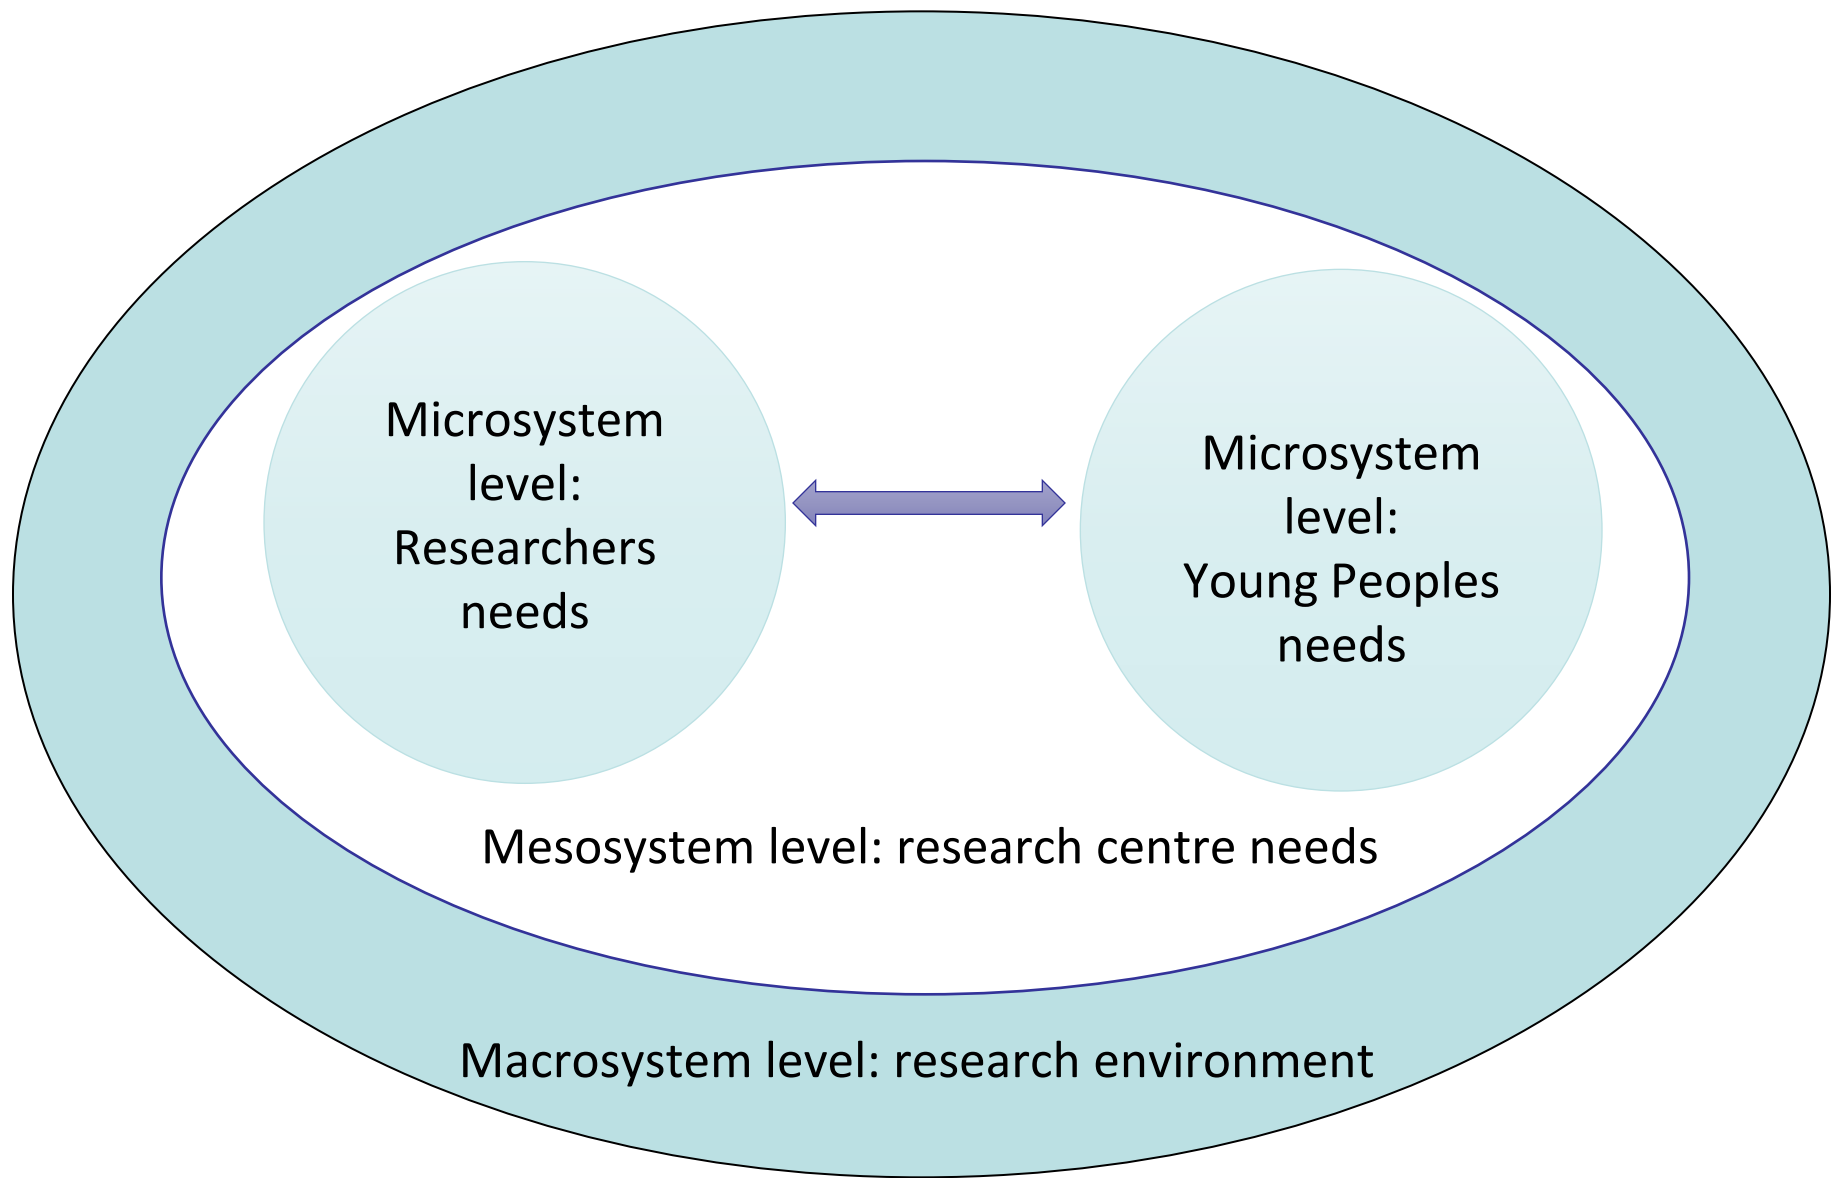 Microsystem
level:
Researchers
needs
Microsystem
level:
Young Peoples
needs
Mesosystem level: research centre needs
Macrosystem level: research environment